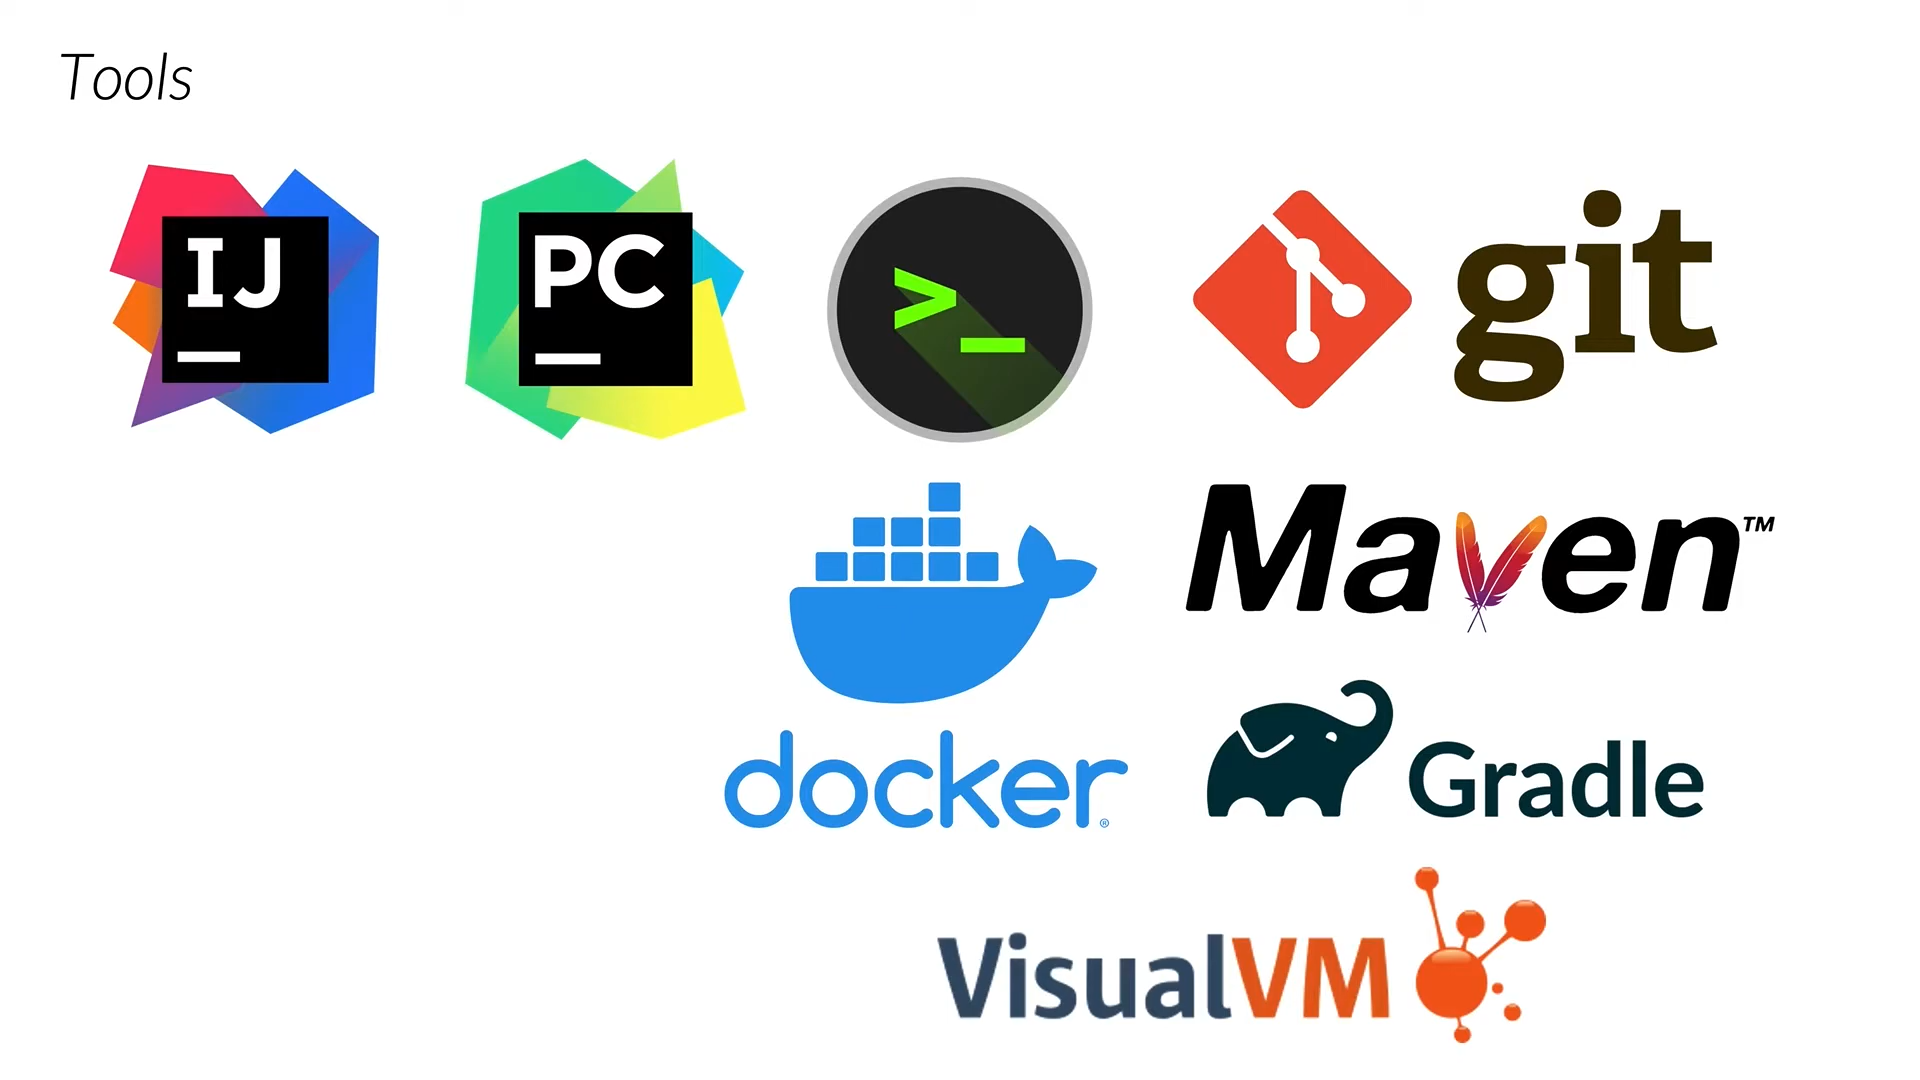 Tools
IJ
PC
>_
git
Maven™
docker®
Gradle
VisualVM